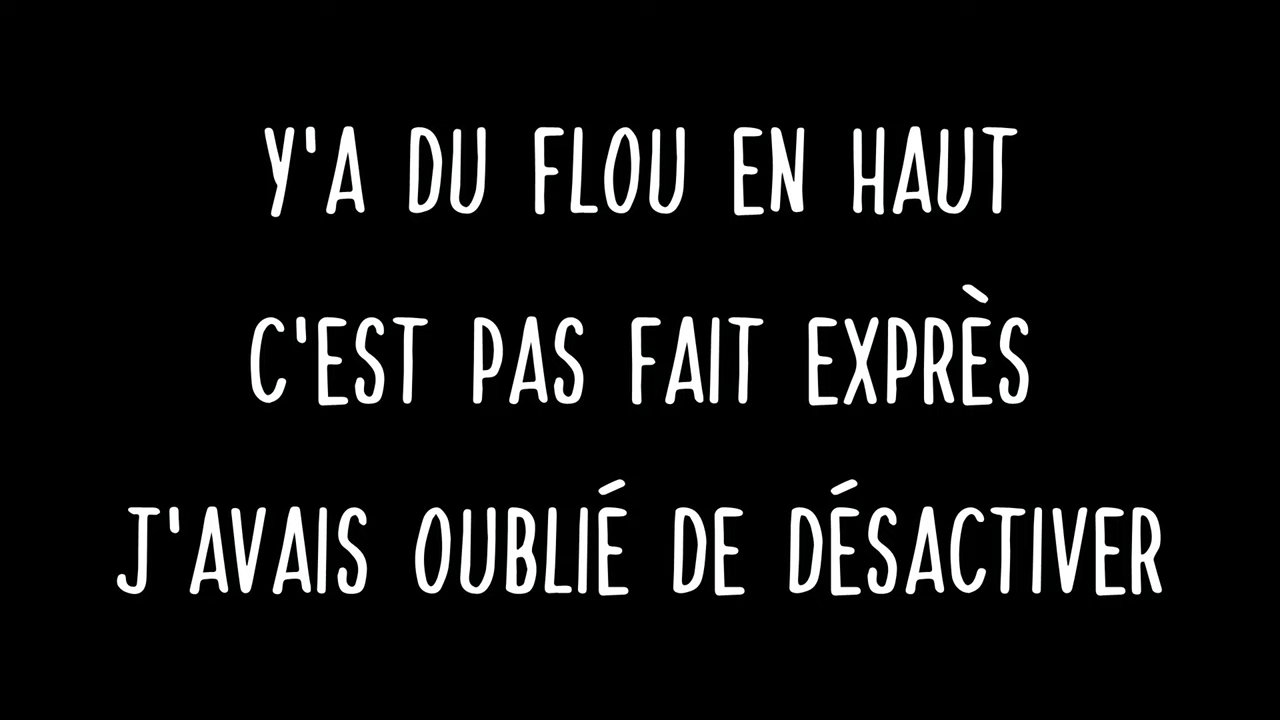 Y'A DU FLOU EN HAUT
C'EST PAS FAIT EXPRÈS
J'AVAIS OUBLIÉ DE DÉSACTIVER